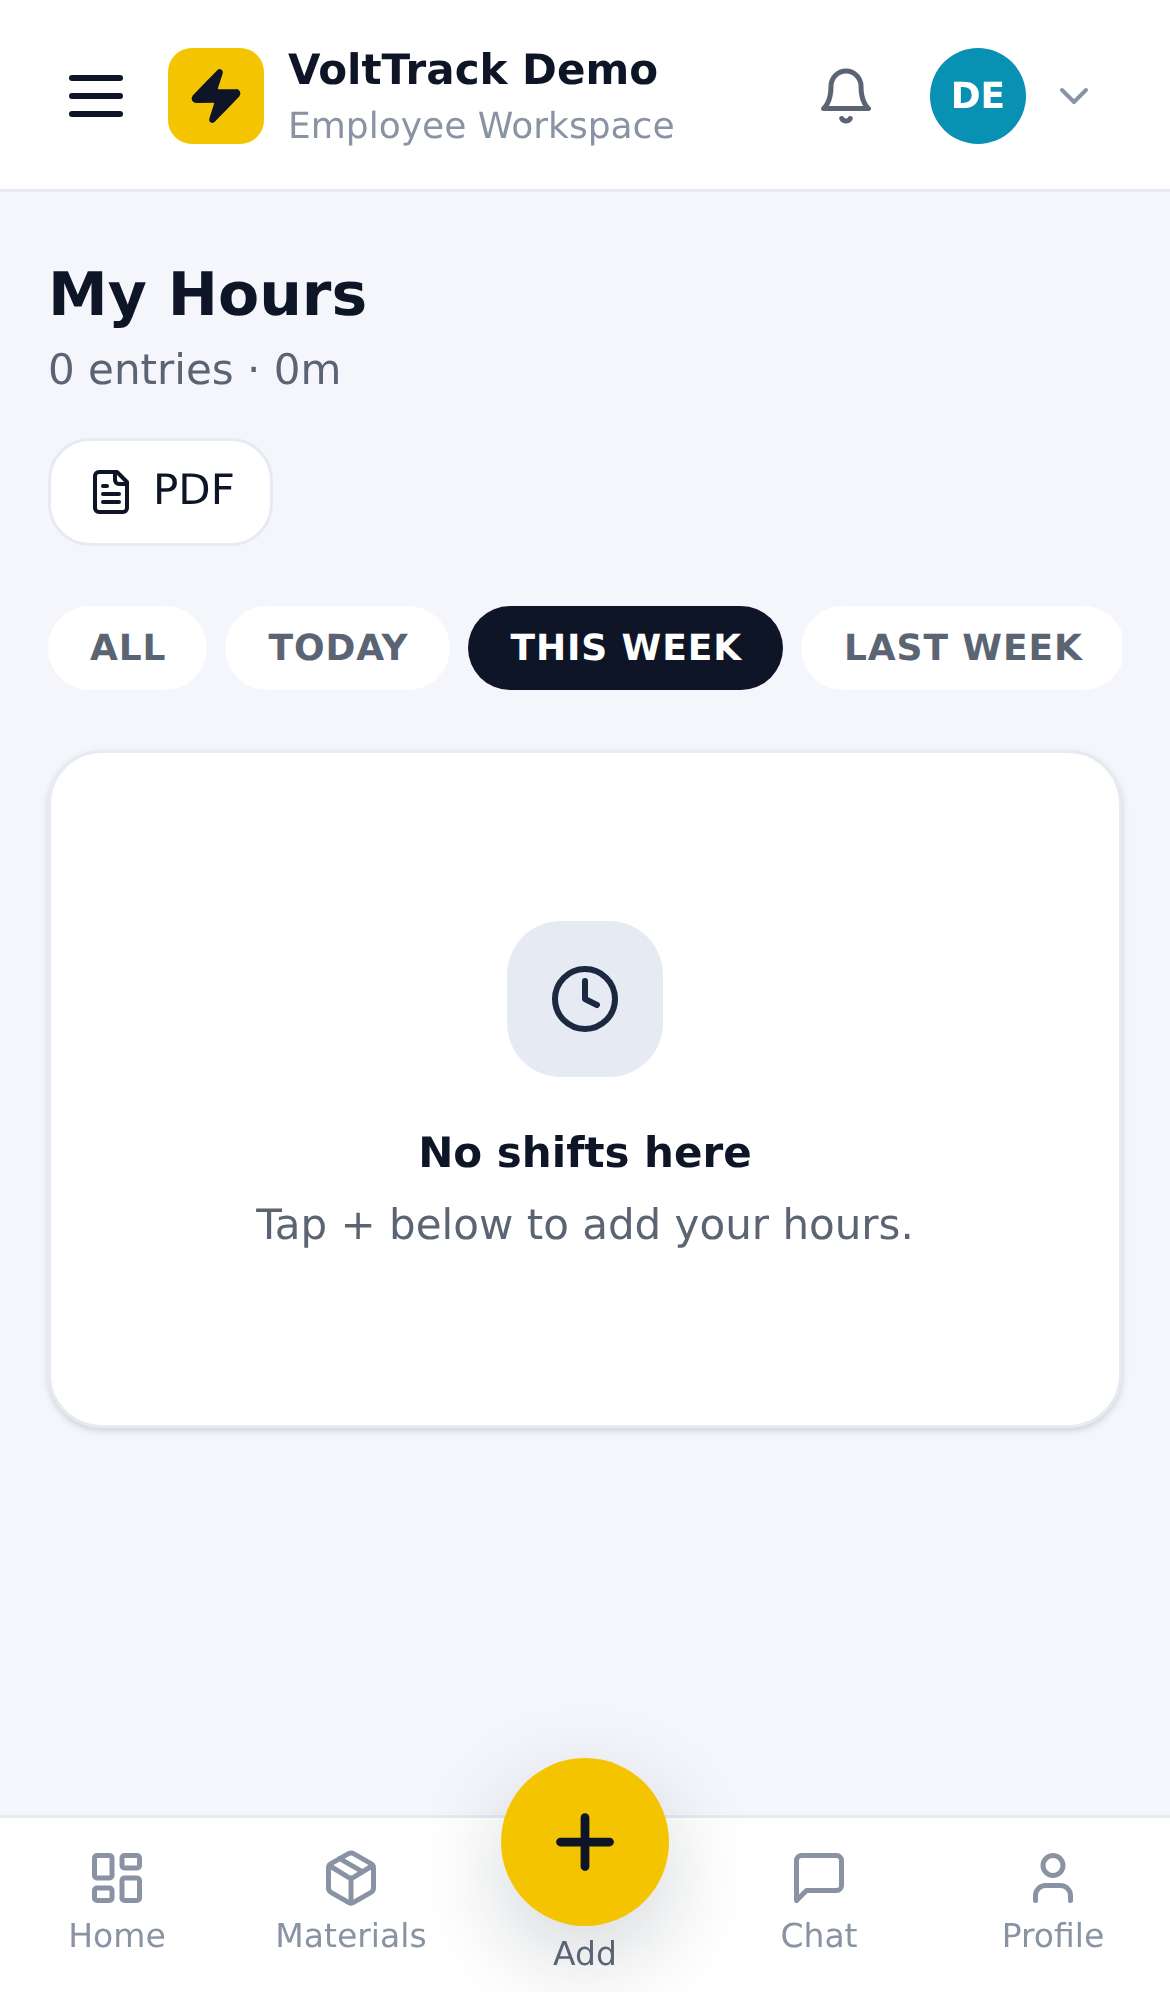 VoltTrack Demo
Employee Workspace
DE
My Hours
0 entries · 0m
PDF
ALL
TODAY
THIS WEEK
LAST WEEK
No shifts here
Tap + below to add your hours.
Home
Materials
Add
Chat
Profile